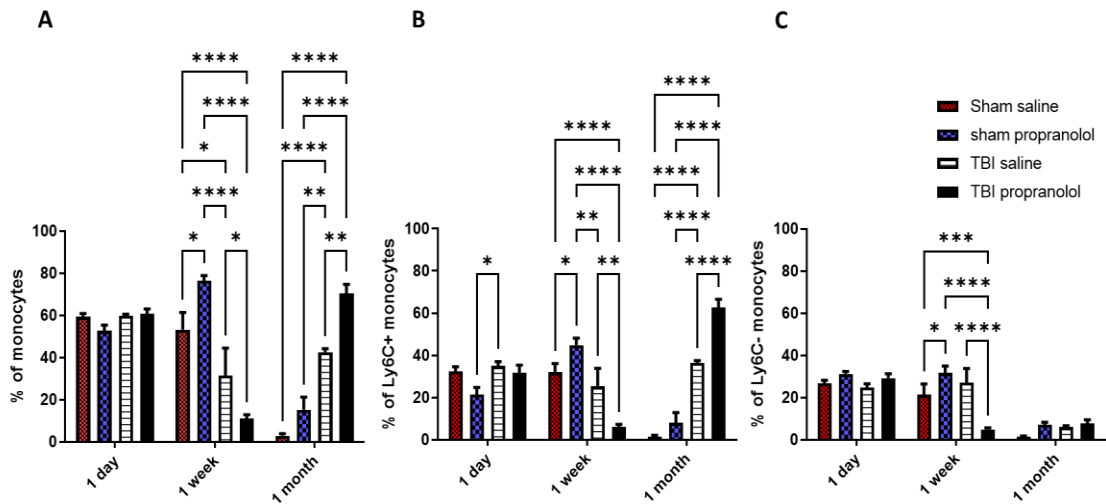 A
B
C
Sham saline
sham propranolol
TBI saline
TBI propranolol
% of monocytes
100
80
60
40
20
0
1 day
1 week
1 month
*
****
*
*
****
****
****
**
**
****
****
****
% of Ly6C+ monocytes
100
80
60
40
20
0
1 day
1 week
1 month
*
*
**
**
****
****
****
****
****
****
****
% of Ly6C- monocytes
100
80
60
40
20
0
1 day
1 week
1 month
*
****
****
***